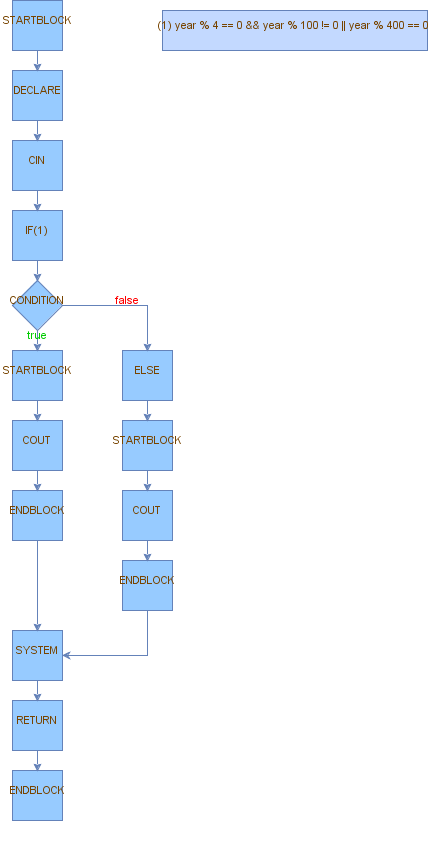 STARTBLOCK
(1) year % 4 == 0 && year % 100 != 0 || year % 400 == 0
DECLARE
CIN
IF(1)
CONDITION
false
true
STARTBLOCK
ELSE
COUT
STARTBLOCK
ENDBLOCK
COUT
ENDBLOCK
SYSTEM
RETURN
ENDBLOCK